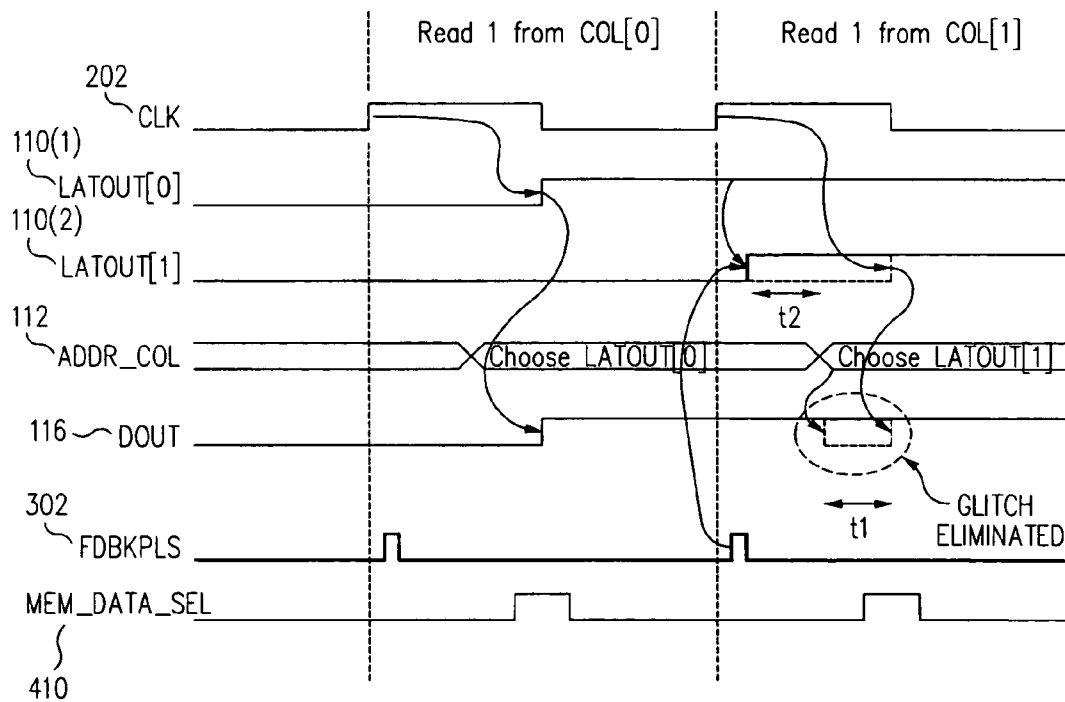 Read 1 from COL[0]
Read 1 from COL[1]
202
CLK
110(1)
LATOUT[0]
110(2)
LATOUT[1]
t2
112
ADDR_COL
Choose LATOUT[0]
Choose LATOUT[1]
116
DOUT
t1
GLITCH
ELIMINATED
302
FDBKPLS
MEM_DATA_SEL
410